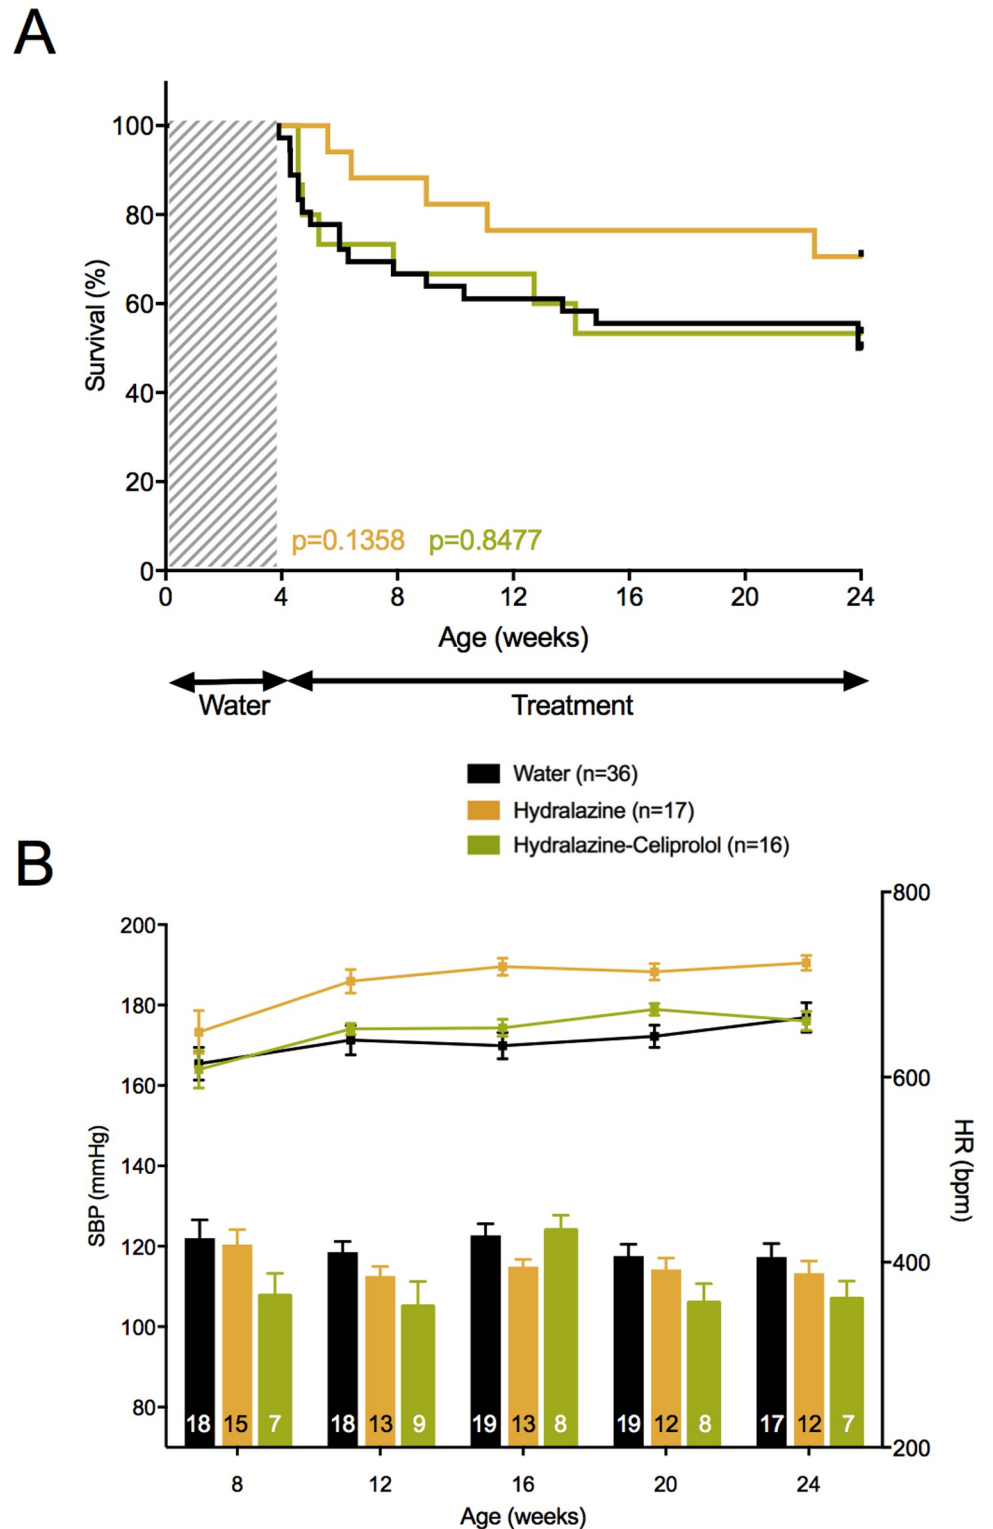 A
Survival (%)
100
80
60
40
20
0
p=0.1358 p=0.8477
0 4 8 12 16 20 24
Age (weeks)
Water Treatment
Water (n=36)
Hydralazine (n=17)
Hydralazine-Celiprolol (n=16)
B
SBP (mmHg)
200
180
160
140
120
100
80
HR (bpm)
800
600
400
200
18 15 7 18 13 9 19 13 8 19 12 8 17 12 7
8 12 16 20 24
Age (weeks)